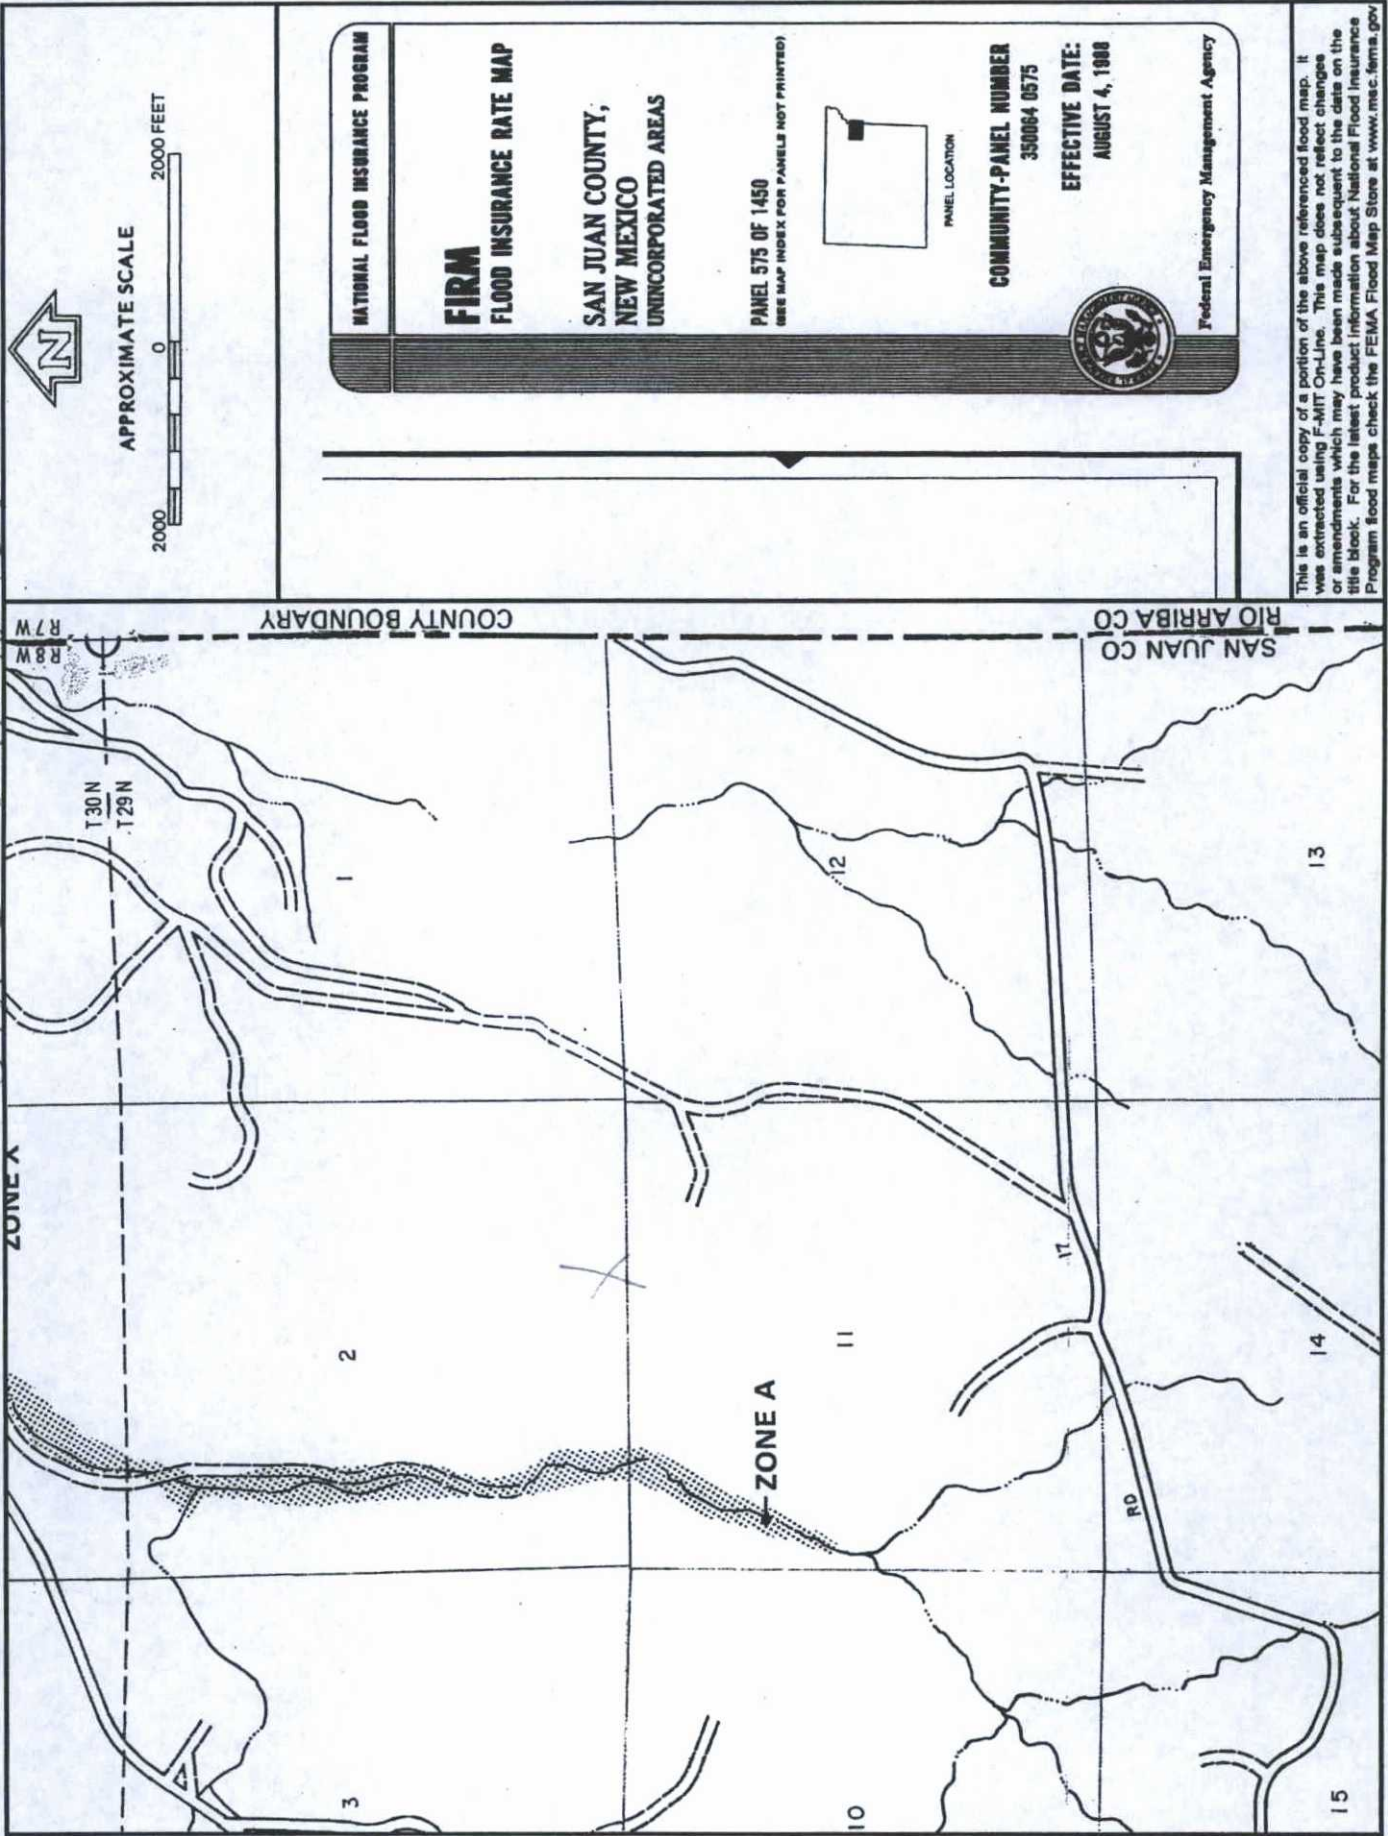 APPROXIMATE SCALE
2000 0 2000 FEET
N
NATIONAL FLOOD INSURANCE PROGRAM
FIRM
FLOOD INSURANCE RATE MAP
SAN JUAN COUNTY,
NEW MEXICO
UNINCORPORATED AREAS
PANEL 575 OF 1450
(SEE MAP INDEX FOR PANELS NOT PRINTED)
PANEL LOCATION
COMMUNITY-PANEL NUMBER
350064 0575
EFFECTIVE DATE:
AUGUST 4, 1988
Federal Emergency Management Agency
This is an official copy of a portion of the above referenced flood map. It
was extracted using F-MIT On-Line. This map does not reflect changes
or amendments which may have been made subsequent to the date on the
title block. For the latest product information about National Flood Insurance
Program flood maps check the FEMA Flood Map Store at www.msc.fema.gov
R8W
R7W
COUNTY BOUNDARY
SAN JUAN CO
RIO ARRIBA CO
ZONE X
T30N
T29N
3
2
1
ZONE A
10
11
12
17
RD
15
14
13